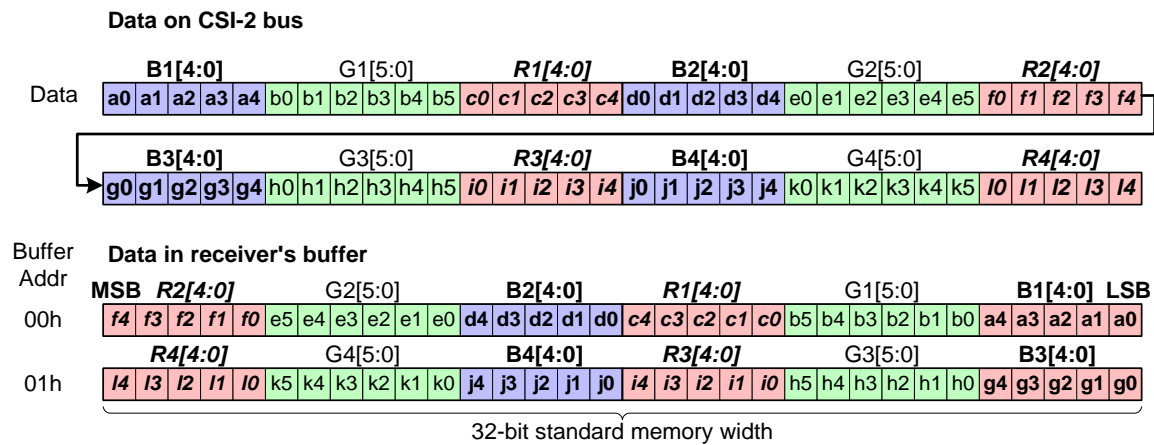 Data on CSI-2 bus
B1[4:0] G1[5:0] R1[4:0] B2[4:0] G2[5:0] R2[4:0]
Data a0 a1 a2 a3 a4 b0 b1 b2 b3 b4 b5 c0 c1 c2 c3 c4 d0 d1 d2 d3 d4 e0 e1 e2 e3 e4 e5 f0 f1 f2 f3 f4
B3[4:0] G3[5:0] R3[4:0] B4[4:0] G4[5:0] R4[4:0]
g0 g1 g2 g3 g4 h0 h1 h2 h3 h4 h5 i0 i1 i2 i3 i4 j0 j1 j2 j3 j4 k0 k1 k2 k3 k4 k5 l0 l1 l2 l3 l4
Buffer Addr
Data in receiver's buffer
MSB R2[4:0] G2[5:0] B2[4:0] R1[4:0] G1[5:0] B1[4:0] LSB
00h f4 f3 f2 f1 f0 e5 e4 e3 e2 e1 e0 d4 d3 d2 d1 d0 c4 c3 c2 c1 c0 b5 b4 b3 b2 b1 b0 a4 a3 a2 a1 a0
R4[4:0] G4[5:0] B4[4:0] R3[4:0] G3[5:0] B3[4:0]
01h l4 l3 l2 l1 l0 k5 k4 k3 k2 k1 k0 j4 j3 j2 j1 j0 i4 i3 i2 i1 i0 h5 h4 h3 h2 h1 h0 g4 g3 g2 g1 g0
32-bit standard memory width